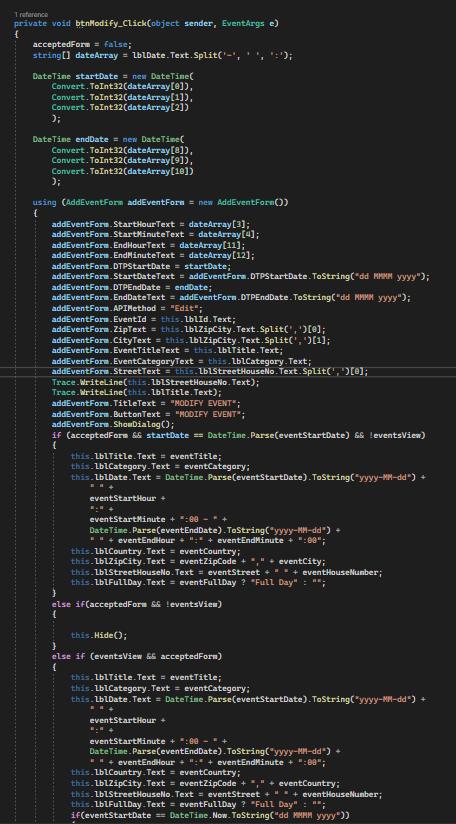 1 reference
private void btnModify_Click(object sender, EventArgs e)
{
acceptedForm = false;
string[] dateArray = lblDate.Text.Split('-', ' ', ':');
DateTime startDate = new DateTime(
Convert.ToInt32(dateArray[0]),
Convert.ToInt32(dateArray[1]),
Convert.ToInt32(dateArray[2])
);
DateTime endDate = new DateTime(
Convert.ToInt32(dateArray[8]),
Convert.ToInt32(dateArray[9]),
Convert.ToInt32(dateArray[10])
);
using (AddEventForm addEventForm = new AddEventForm())
{
addEventForm.StartHourText = dateArray[3];
addEventForm.StartMinuteText = dateArray[4];
addEventForm.EndHourText = dateArray[11];
addEventForm.EndMinuteText = dateArray[12];
addEventForm.DTPStartDate = startDate;
addEventForm.StartDateText = addEventForm.DTPStartDate.ToString("dd MMMM yyyy");
addEventForm.DTPEndDate = endDate;
addEventForm.EndDateText = addEventForm.DTPEndDate.ToString("dd MMMM yyyy");
addEventForm.APIMethod = "Edit";
addEventForm.EventId = this.lblId.Text;
addEventForm.ZipText = this.lblZipCity.Text.Split(',')[0];
addEventForm.CityText = this.lblZipCity.Text.Split(',')[1];
addEventForm.EventTitleText = this.lblTitle.Text;
addEventForm.EventCategoryText = this.lblCategory.Text;
addEventForm.StreetText = this.lblStreetHouseNo.Text.Split(',')[0];
Trace.WriteLine(this.lblStreetHouseNo.Text);
Trace.WriteLine(this.lblTitle.Text);
addEventForm.TitleText = "MODIFY EVENT";
addEventForm.ButtonText = "MODIFY EVENT";
addEventForm.ShowDialog();
if (acceptedForm && startDate == DateTime.Parse(eventStartDate) && !eventsView)
{
this.lblTitle.Text = eventTitle;
this.lblCategory.Text = eventCategory;
this.lblDate.Text = DateTime.Parse(eventStartDate).ToString("yyyy-MM-dd") +
" " +
eventStartHour +
":" +
eventStartMinute + ":00 - " +
DateTime.Parse(eventEndDate).ToString("yyyy-MM-dd") +
" " + eventEndHour + ":" + eventEndMinute + ":00";
this.lblCountry.Text = eventCountry;
this.lblZipCity.Text = eventZipCode + "," + eventCity;
this.lblStreetHouseNo.Text = eventStreet + " " + eventHouseNumber;
this.lblFullDay.Text = eventFullDay ? "Full Day" : "";
}
else if(acceptedForm && !eventsView)
{
this.Hide();
}
else if (eventsView && acceptedForm)
{
this.lblTitle.Text = eventTitle;
this.lblCategory.Text = eventCategory;
this.lblDate.Text = DateTime.Parse(eventStartDate).ToString("yyyy-MM-dd") +
" " +
eventStartHour +
":" +
eventStartMinute + ":00 - " +
DateTime.Parse(eventEndDate).ToString("yyyy-MM-dd") +
" " + eventEndHour + ":" + eventEndMinute + ":00";
this.lblCountry.Text = eventCountry;
this.lblZipCity.Text = eventZipCode + "," + eventCountry;
this.lblStreetHouseNo.Text = eventStreet + " " + eventHouseNumber;
this.lblFullDay.Text = eventFullDay ? "Full Day" : "";
if(eventStartDate == DateTime.Now.ToString("dd MMMM yyyy"))